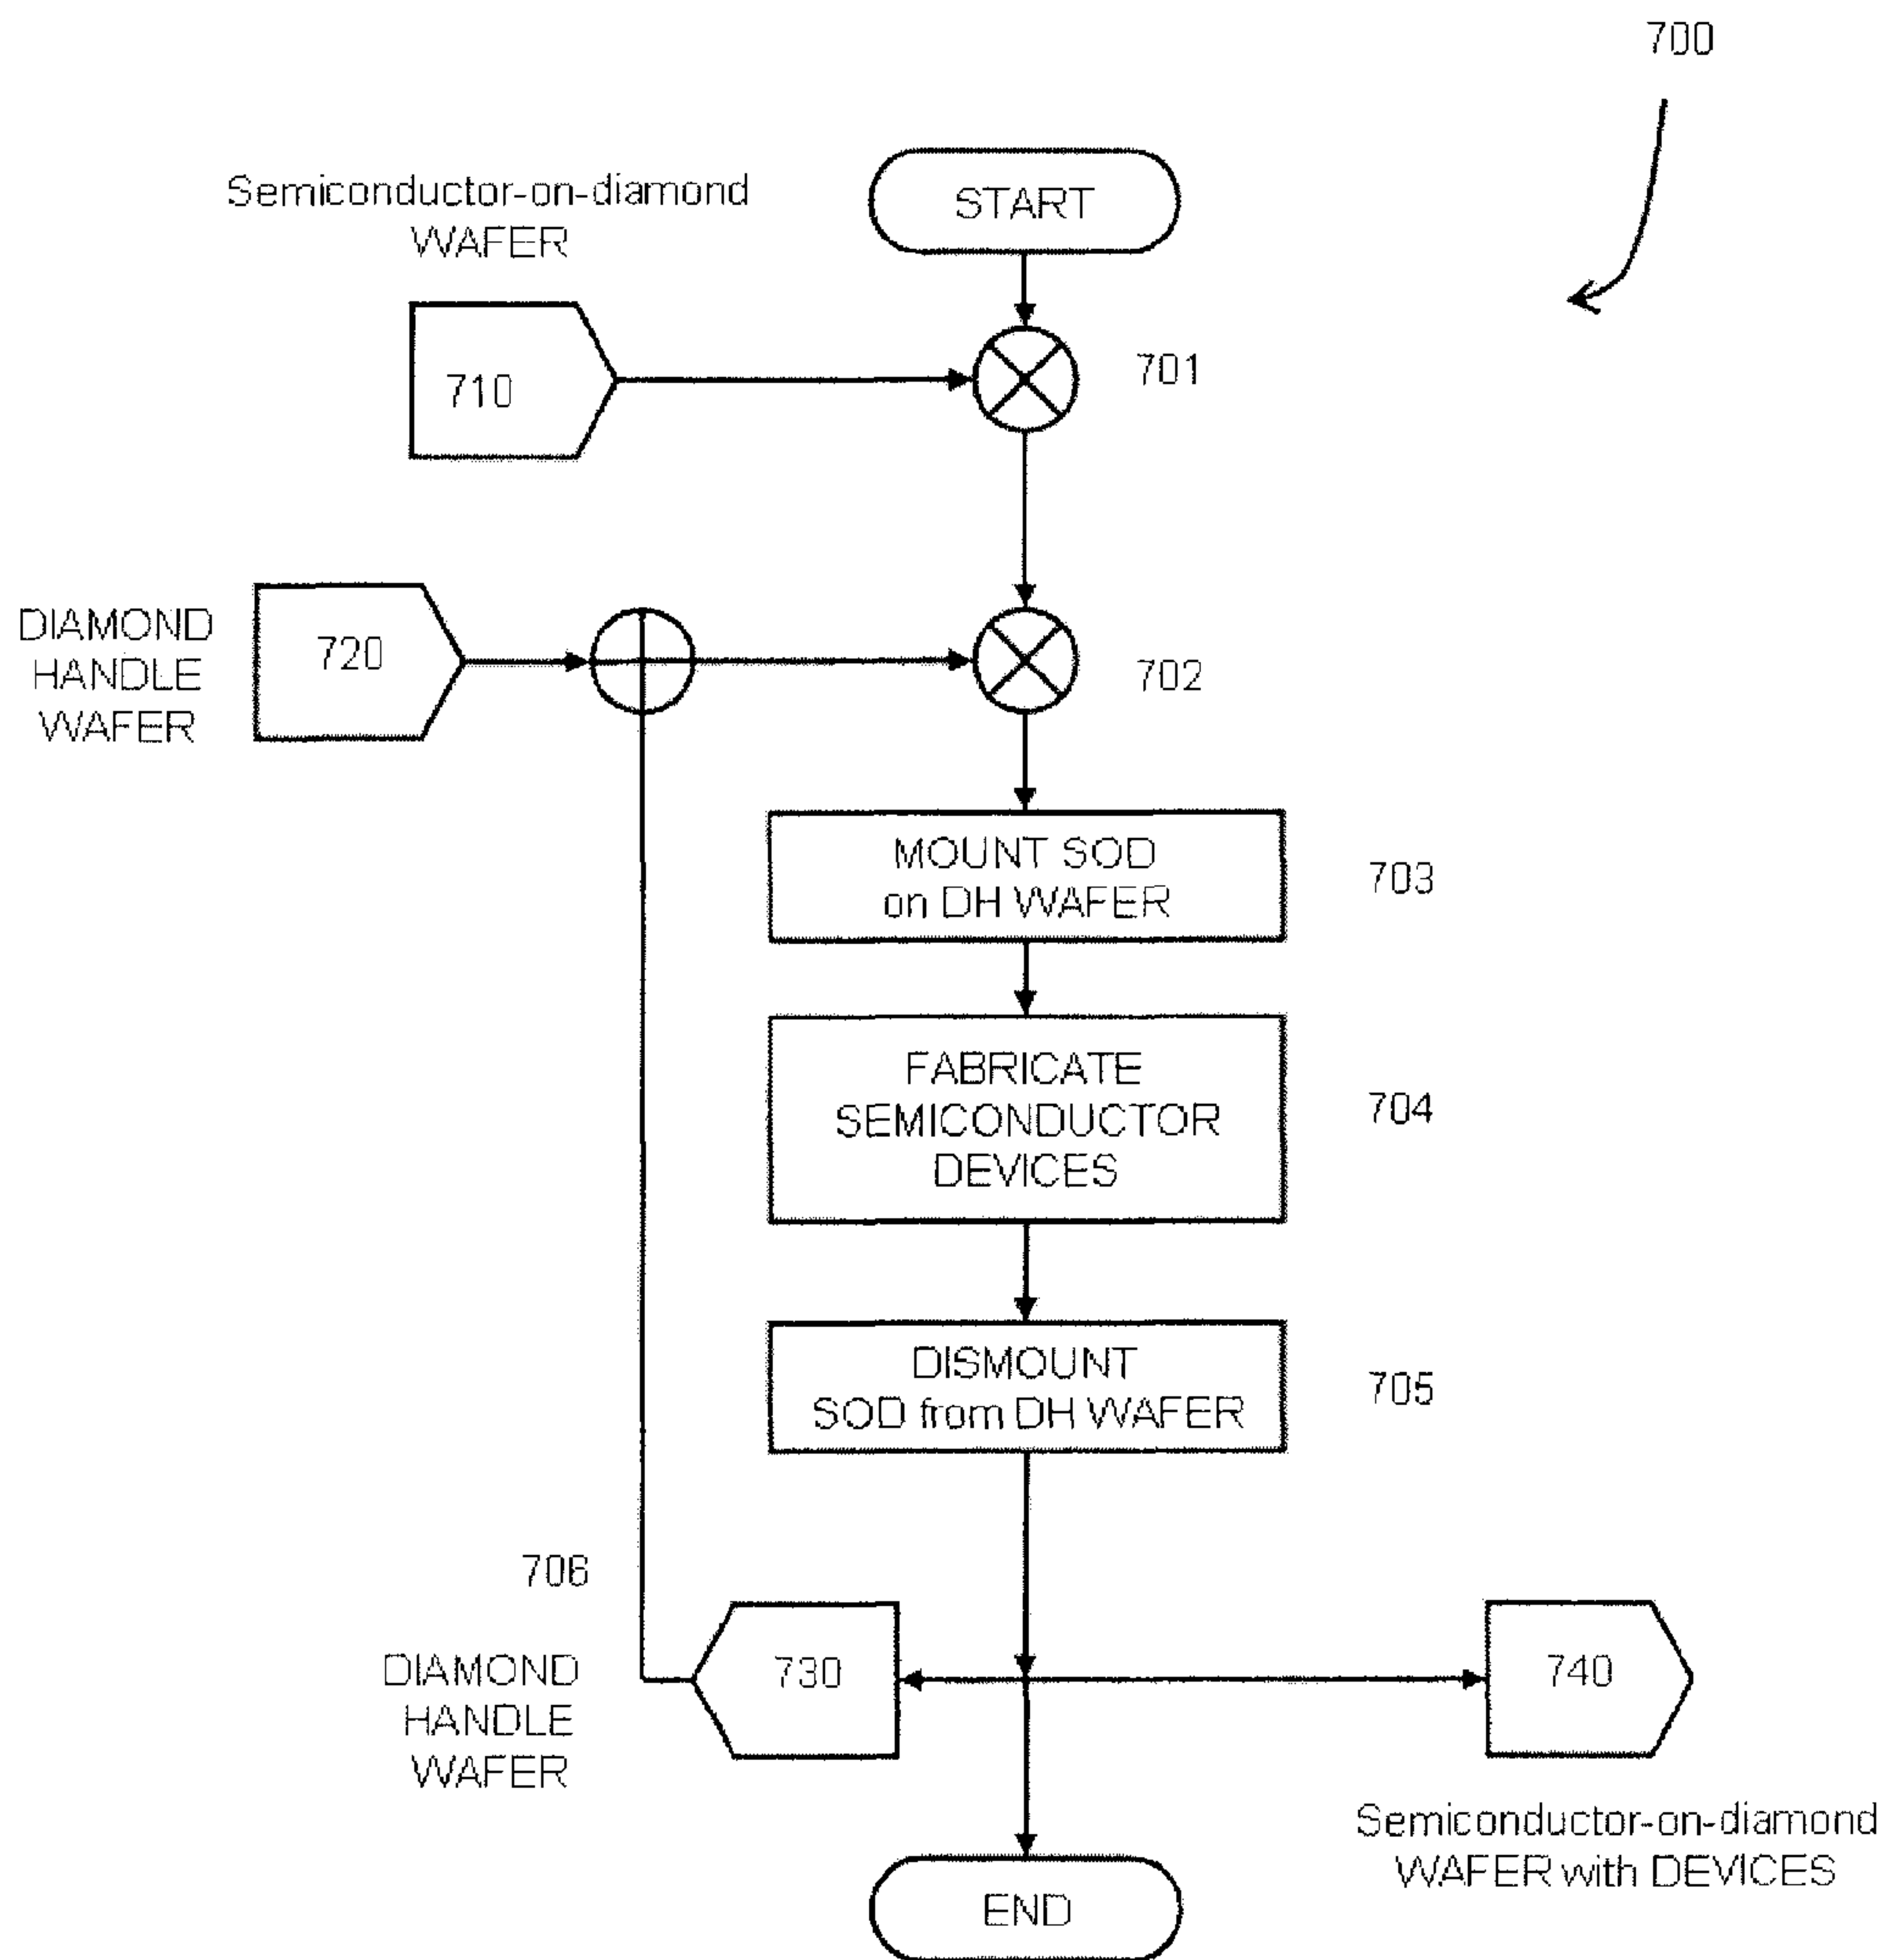 700
START
Semiconductor-on-diamond
WAFER
710
701
DIAMOND
HANDLE
WAFER
720
702
MOUNT SOD
on DH WAFER
703
FABRICATE
SEMICONDUCTOR
DEVICES
704
DISMOUNT
SOD from DH WAFER
705
706
DIAMOND
HANDLE
WAFER
730
740
Semiconductor-on-diamond
WAFER with DEVICES
END